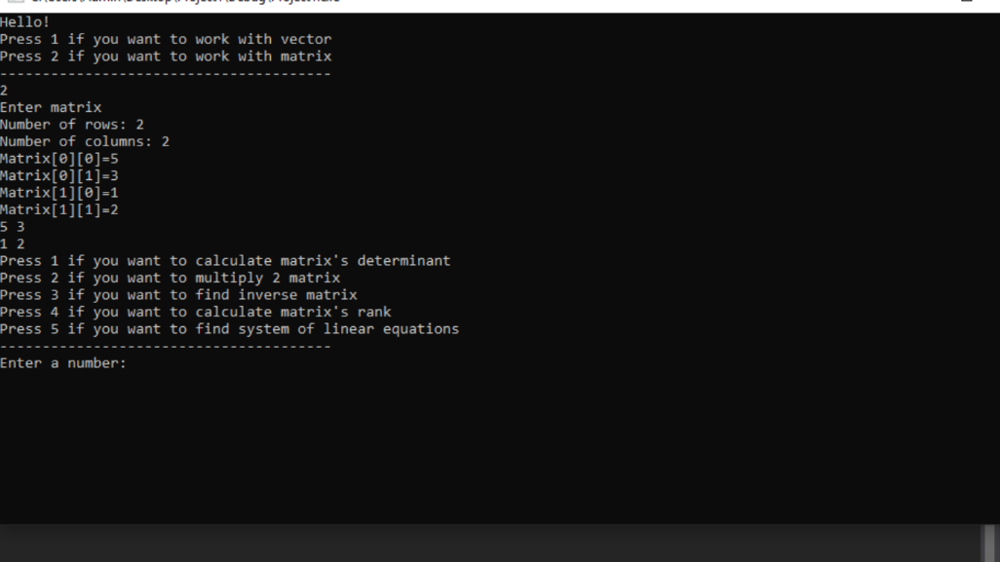 Hello!
Press 1 if you want to work with vector
Press 2 if you want to work with matrix
---------------------------------------
2
Enter matrix
Number of rows: 2
Number of columns: 2
Matrix[0][0]=5
Matrix[0][1]=3
Matrix[1][0]=1
Matrix[1][1]=2
5 3
1 2
Press 1 if you want to calculate matrix's determinant
Press 2 if you want to multiply 2 matrix
Press 3 if you want to find inverse matrix
Press 4 if you want to calculate matrix's rank
Press 5 if you want to find system of linear equations
---------------------------------------
Enter a number: